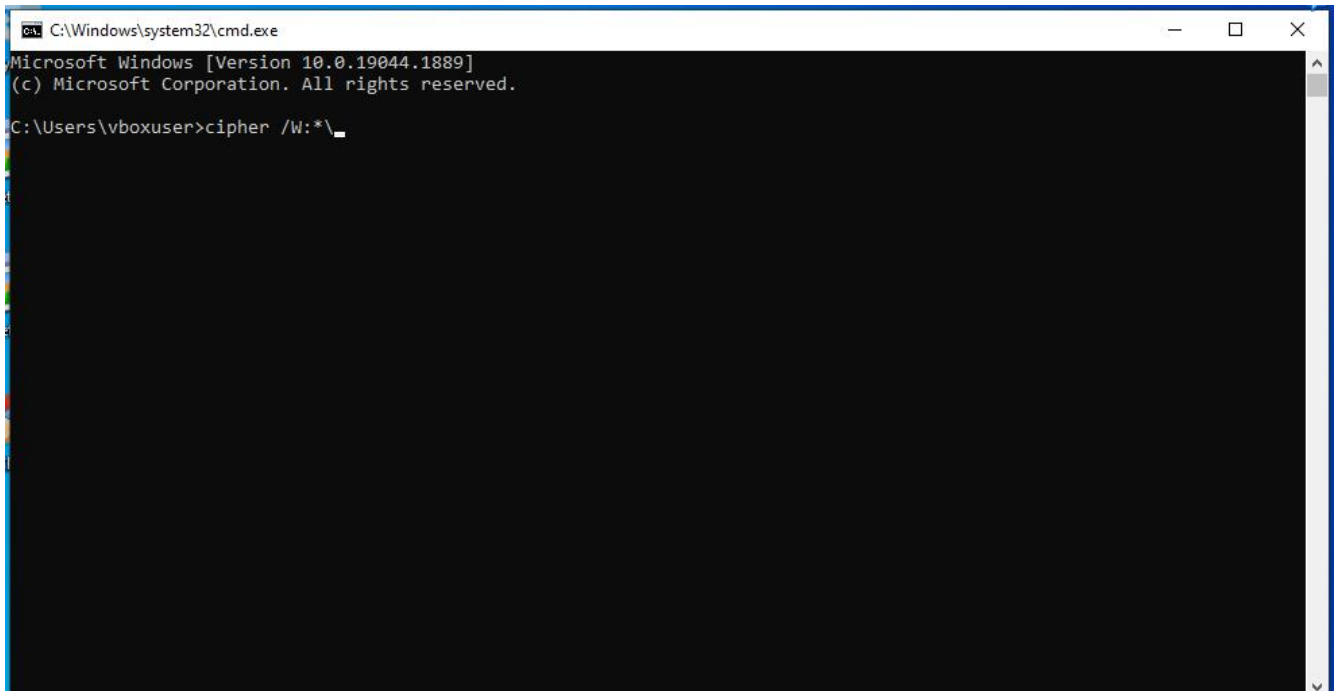 C:\Windows\system32\cmd.exe
Microsoft Windows [Version 10.0.19044.1889]
(c) Microsoft Corporation. All rights reserved.
C:\Users\vboxuser>cipher /W:*\